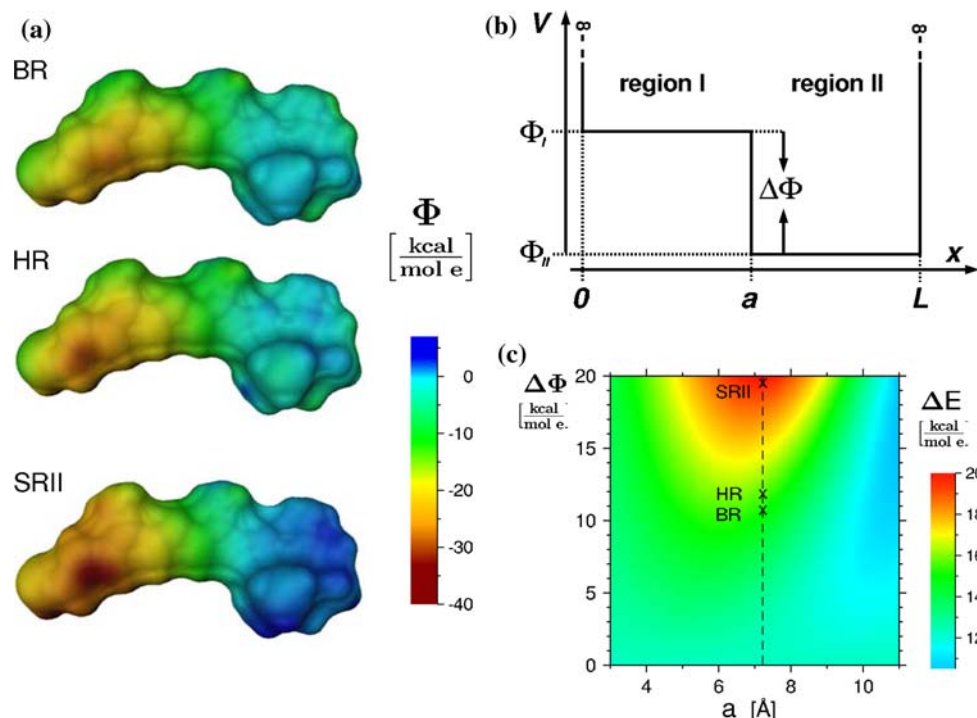 (a)
BR
HR
SRII
Φ
[kcal
mol e]
0
-10
-20
-30
-40
(b)
V
∞
∞
region I
region II
Φ_I
ΔΦ
Φ_II
x
0
a
L
(c)
ΔΦ
[kcal
mol e.
20
15
10
5
0
SRII
HR
BR
4
6
8
10
a [Å]
ΔE
[kcal
mol e.
20
18
16
14
12